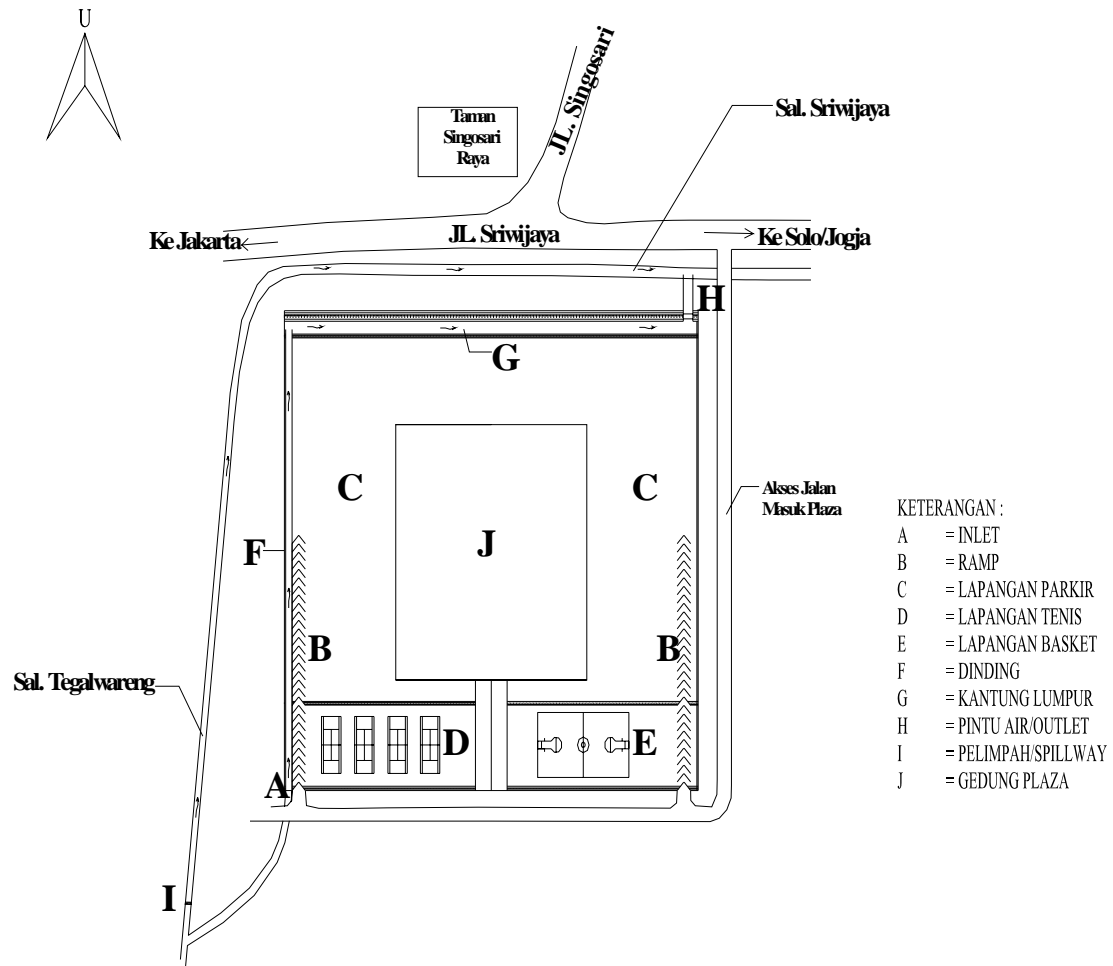 U
JL. Singosari
Taman
Singosari
Raya
Sal. Sriwijaya
Ke Jakarta
JL. Sriwijaya
Ke Solo/Jogja
H
G
C
C
Akses Jalan
Masuk Plaza
J
F
B
B
Sal. Tegalwareng
D
E
A
I
KETERANGAN :
A = INLET
B = RAMP
C = LAPANGAN PARKIR
D = LAPANGAN TENIS
E = LAPANGAN BASKET
F = DINDING
G = KANTUNG LUMPUR
H = PINTU AIR/OUTLET
I = PELIMPAH/SPILLWAY
J = GEDUNG PLAZA